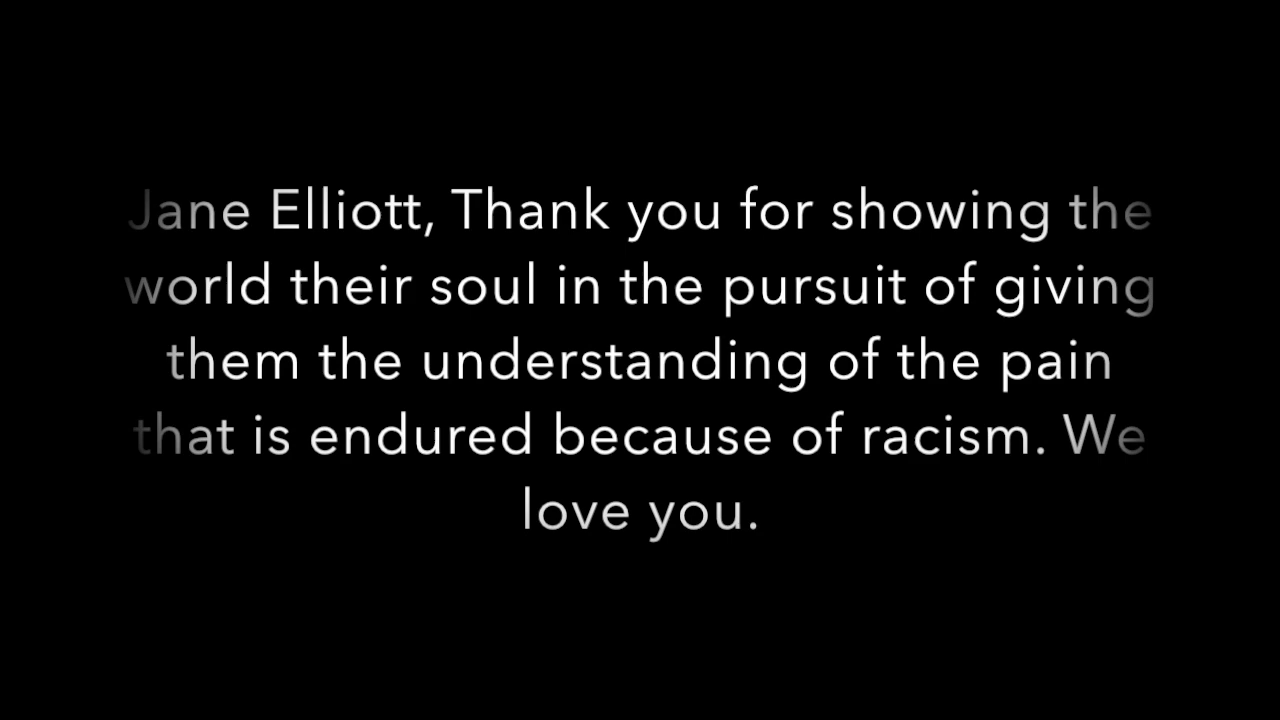 Jane Elliott, Thank you for showing the
world their soul in the pursuit of giving
them the understanding of the pain
that is endured because of racism. We
love you.